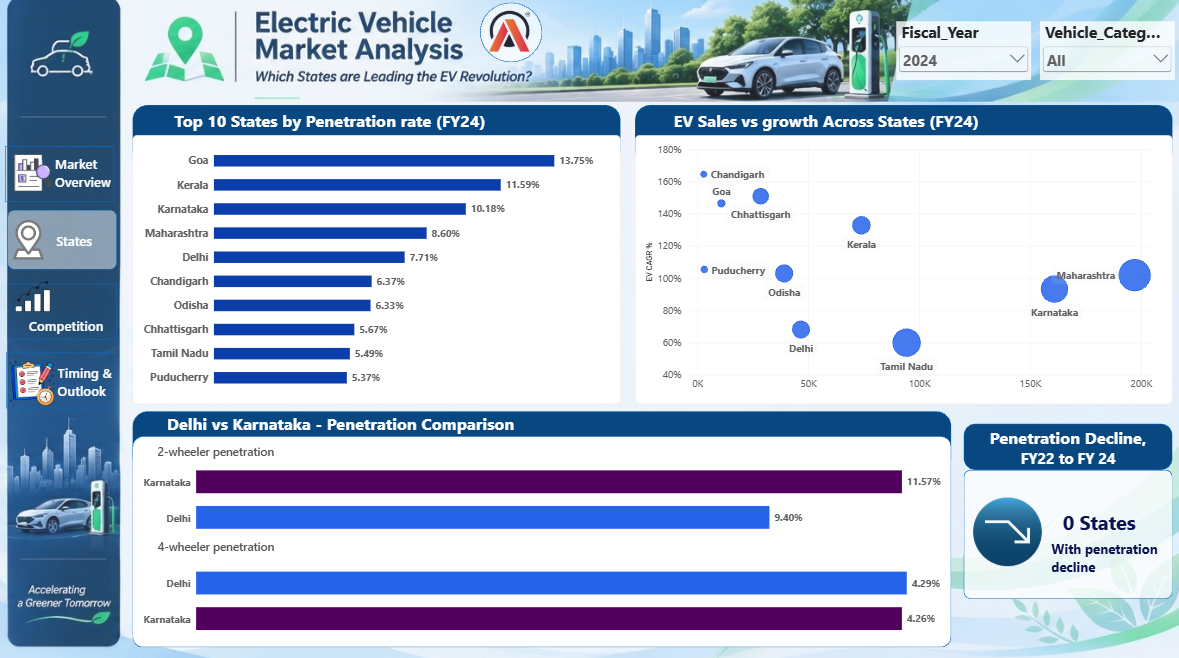 Electric Vehicle
Market Analysis
Which States are Leading the EV Revolution?
Fiscal_Year
2024
Vehicle_Categ...
All
Market
Overview
States
Competition
Timing &
Outlook
Accelerating
a Greener Tomorrow
Top 10 States by Penetration rate (FY24)
Goa 13.75%
Kerala 11.59%
Karnataka 10.18%
Maharashtra 8.60%
Delhi 7.71%
Chandigarh 6.37%
Odisha 6.33%
Chhattisgarh 5.67%
Tamil Nadu 5.49%
Puducherry 5.37%
EV Sales vs growth Across States (FY24)
EV CAGR %
180%
160%
140%
120%
100%
80%
60%
40%
Chandigarh
Goa
Chhattisgarh
Kerala
Puducherry
Odisha
Maharashtra
Karnataka
Delhi
Tamil Nadu
0K 50K 100K 150K 200K
Delhi vs Karnataka - Penetration Comparison
2-wheeler penetration
Karnataka 11.57%
Delhi 9.40%
4-wheeler penetration
Delhi 4.29%
Karnataka 4.26%
Penetration Decline,
FY22 to FY 24
0 States
With penetration
decline